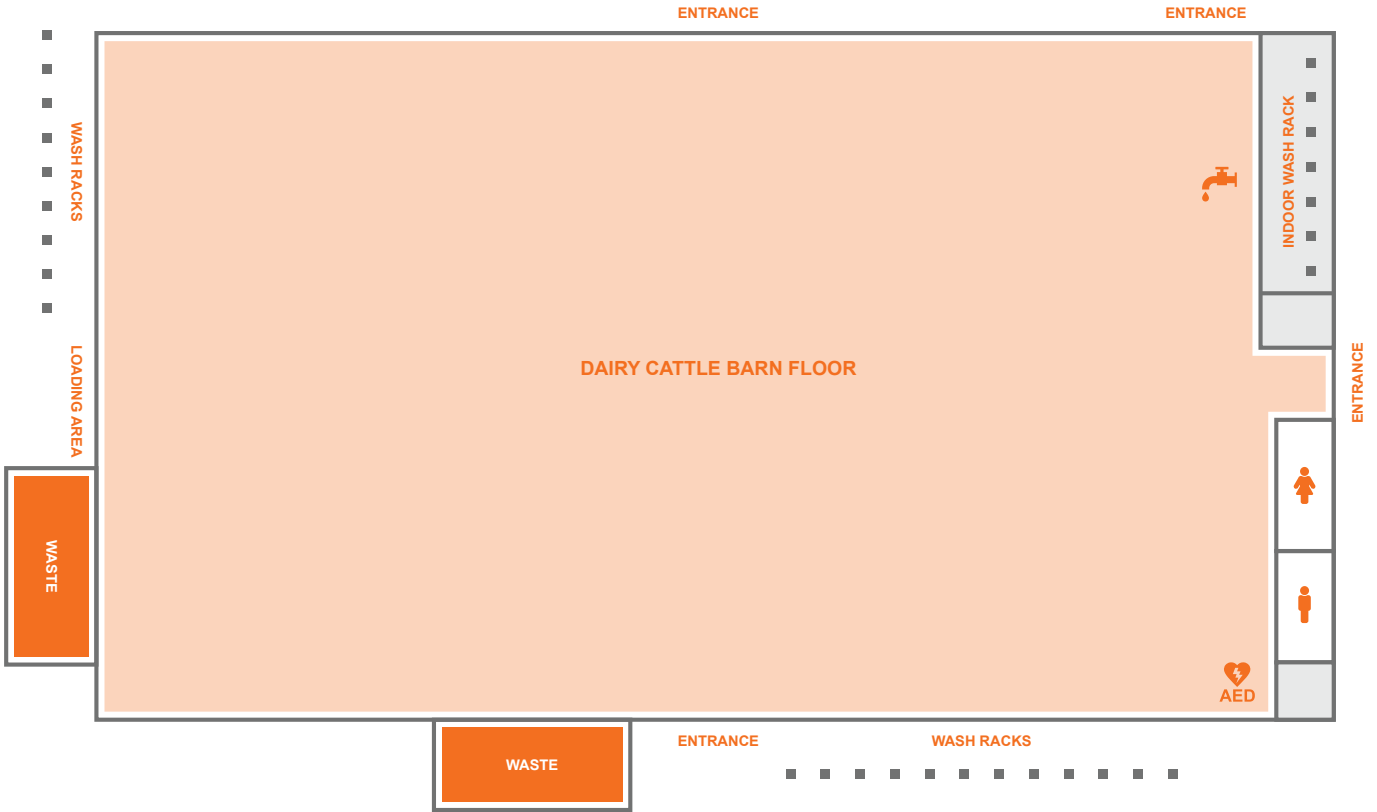 ENTRANCE
ENTRANCE
WASH RACKS
INDOOR WASH RACK
LOADING AREA
DAIRY CATTLE BARN FLOOR
ENTRANCE
WASTE
AED
ENTRANCE
WASH RACKS
WASTE